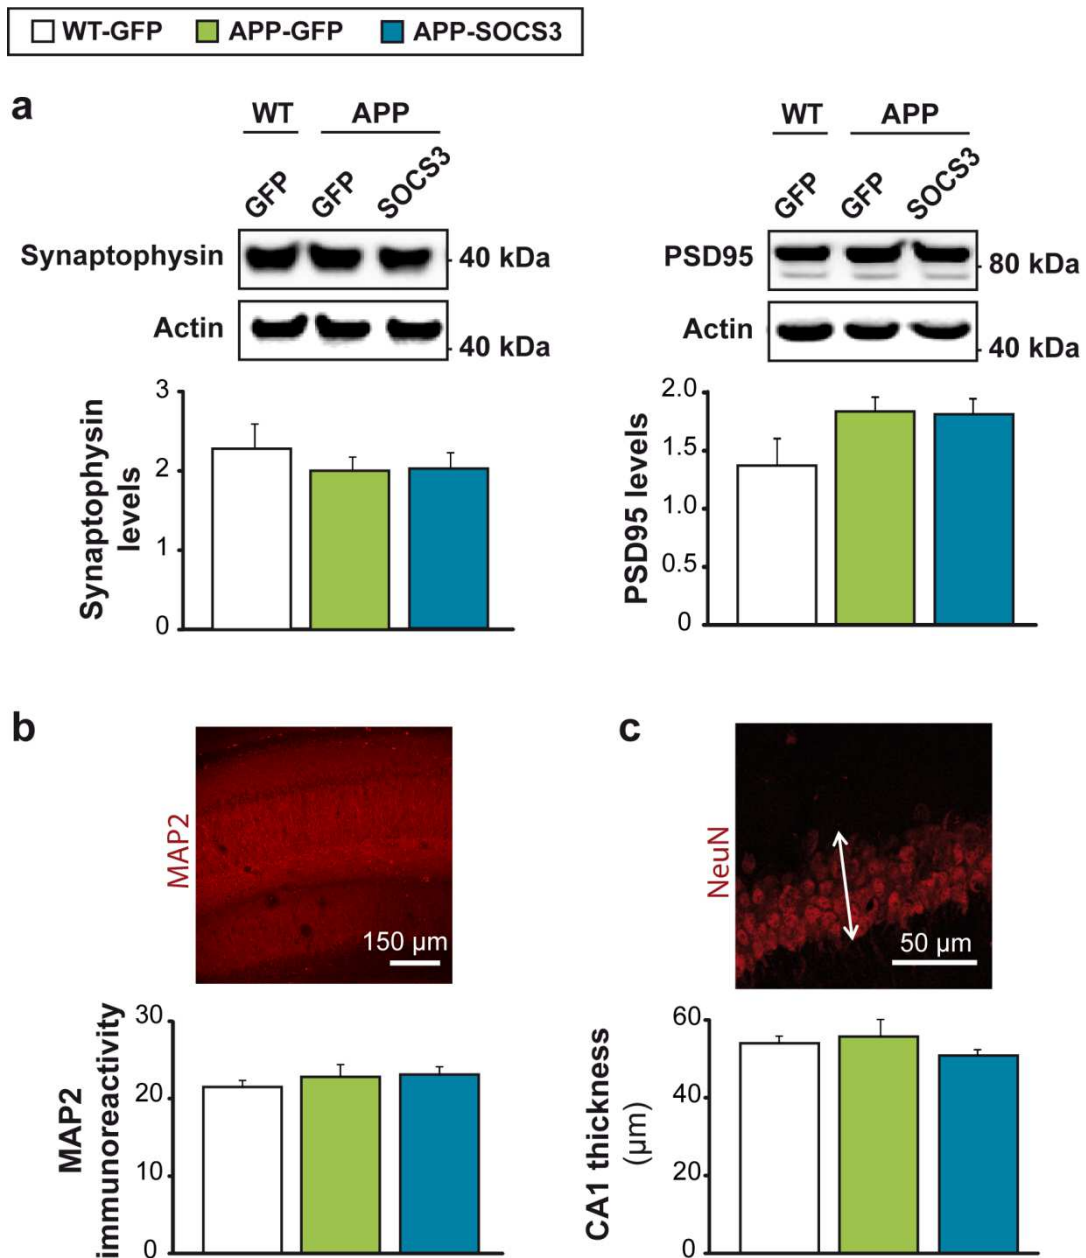 WT-GFP APP-GFP APP-SOCS3
a
WT APP
GFP GFP SOCS3
Synaptophysin
40 kDa
Actin
40 kDa
Synaptophysin
levels
3
2
1
0
WT APP
GFP GFP SOCS3
PSD95
80 kDa
Actin
40 kDa
PSD95 levels
2.0
1.5
1.0
0.5
0
b
MAP2
150 µm
MAP2
immunoreactivity
30
20
10
0
c
NeuN
50 µm
CA1 thickness
(µm)
60
40
20
0